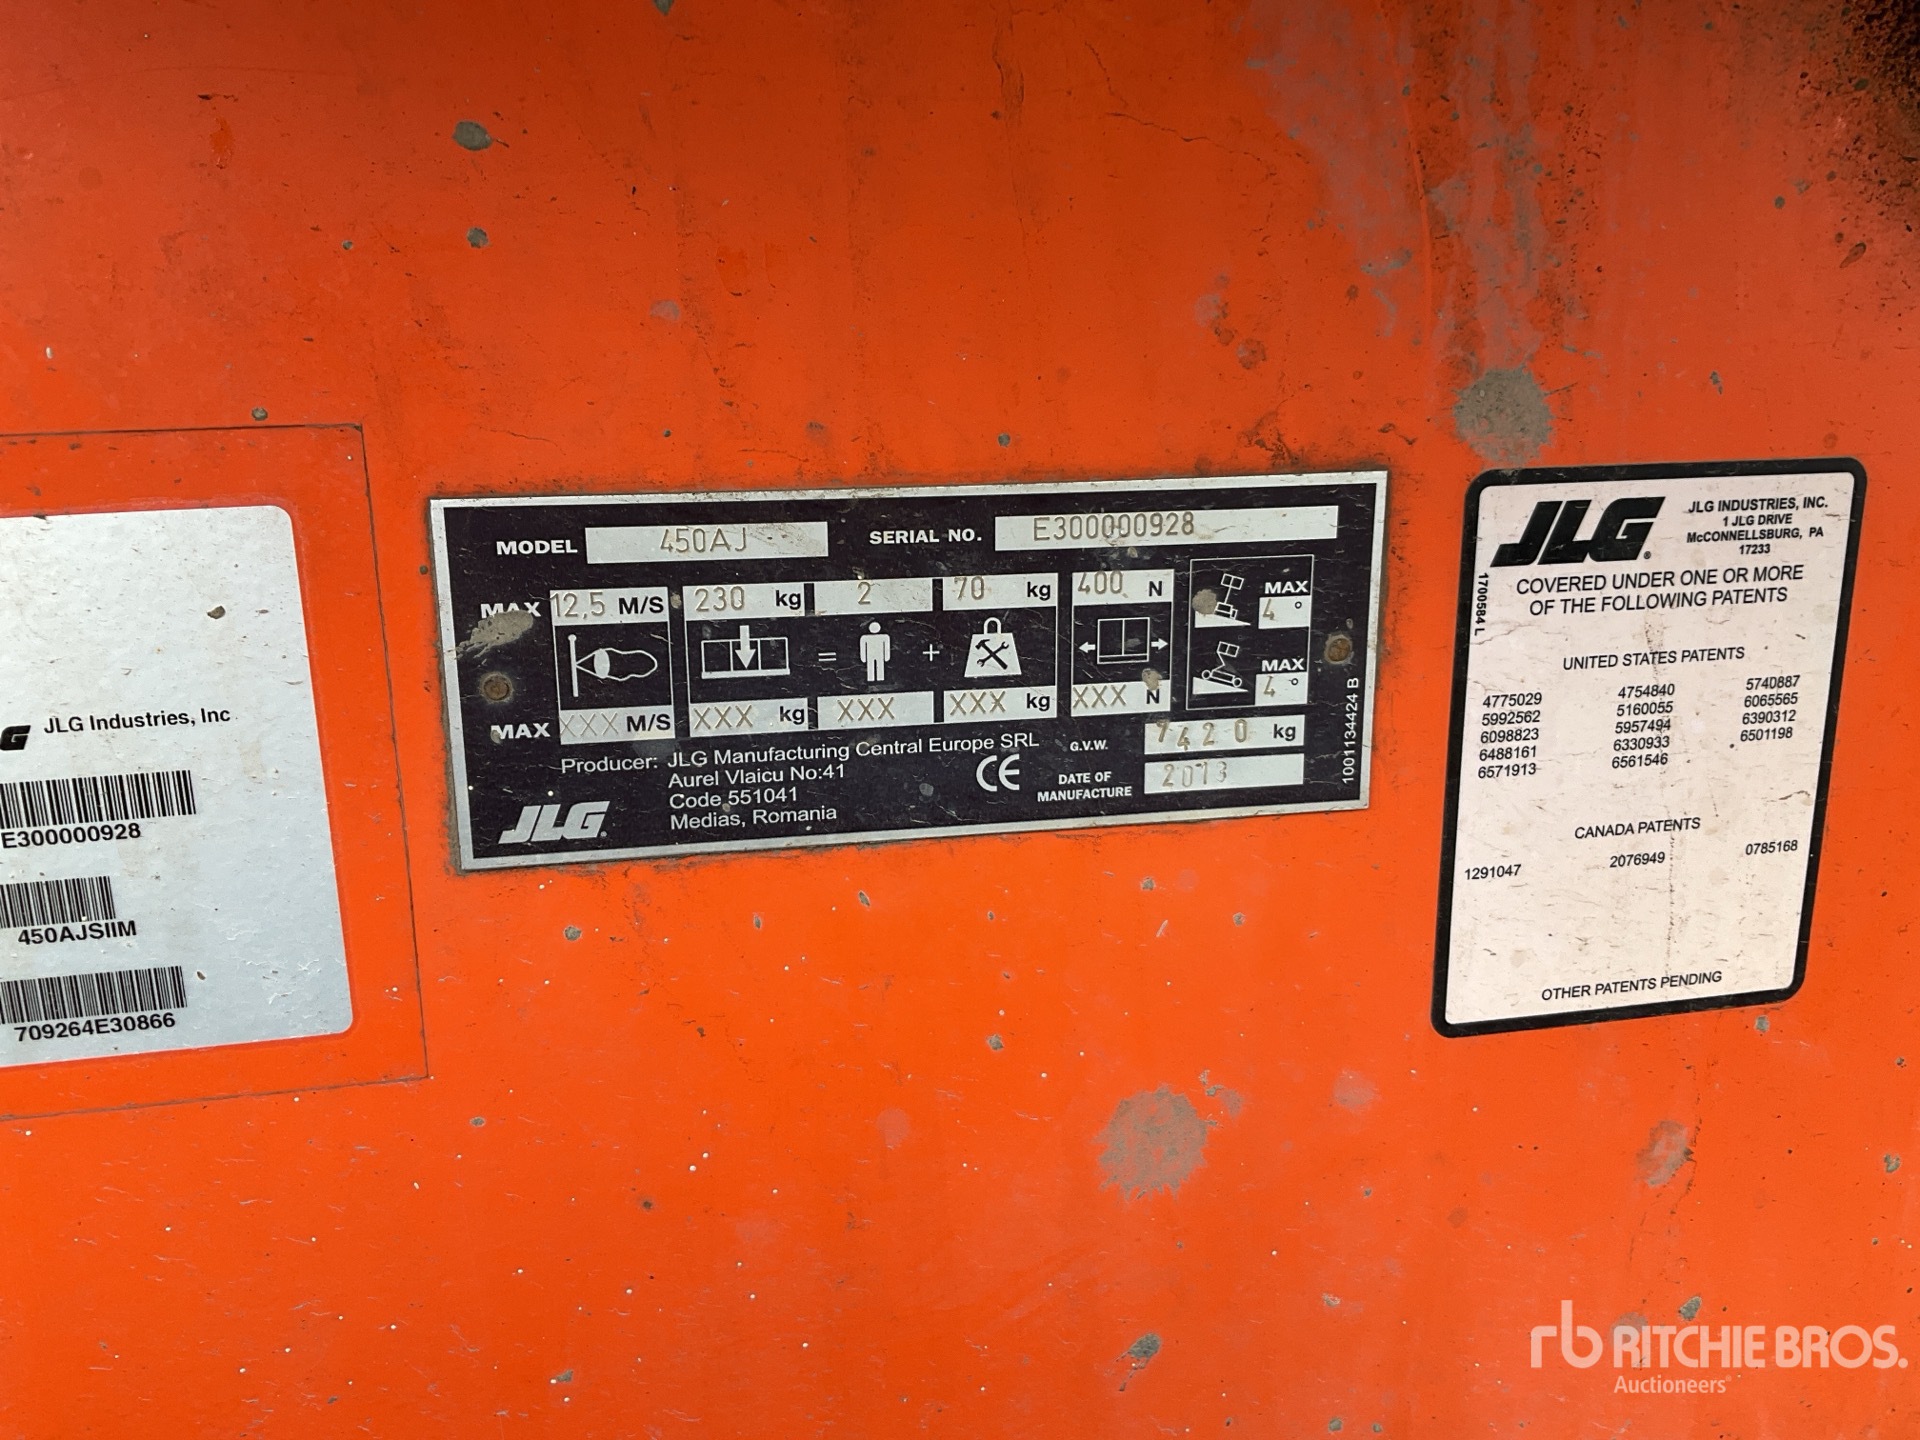 JLG Industries, Inc
E300000928
450AJSIIM
709264E30866
MODEL 450AJ SERIAL NO. E300000928
MAX 12,5 M/S 230 kg 2 70 kg 400 N MAX 4°
= +
MAX 4°
MAX XXX M/S XXX kg XXX XXX kg XXX N
G.V.W. 7420 kg
Producer: JLG Manufacturing Central Europe SRL
Aurel Vlaicu No:41
Code 551041
Medias, Romania
CE
DATE OF
MANUFACTURE 2013
JLG
1001134424 B
JLG
JLG INDUSTRIES, INC.
1 JLG DRIVE
McCONNELLSBURG, PA
17233
1700584 L
COVERED UNDER ONE OR MORE
OF THE FOLLOWING PATENTS
UNITED STATES PATENTS
4775029 4754840 5740887
5992562 5160055 6065565
6098823 5957494 6390312
6488161 6330933 6501198
6571913 6561546
CANADA PATENTS
1291047 2076949 0785168
OTHER PATENTS PENDING
rb RITCHIE BROS.
Auctioneers